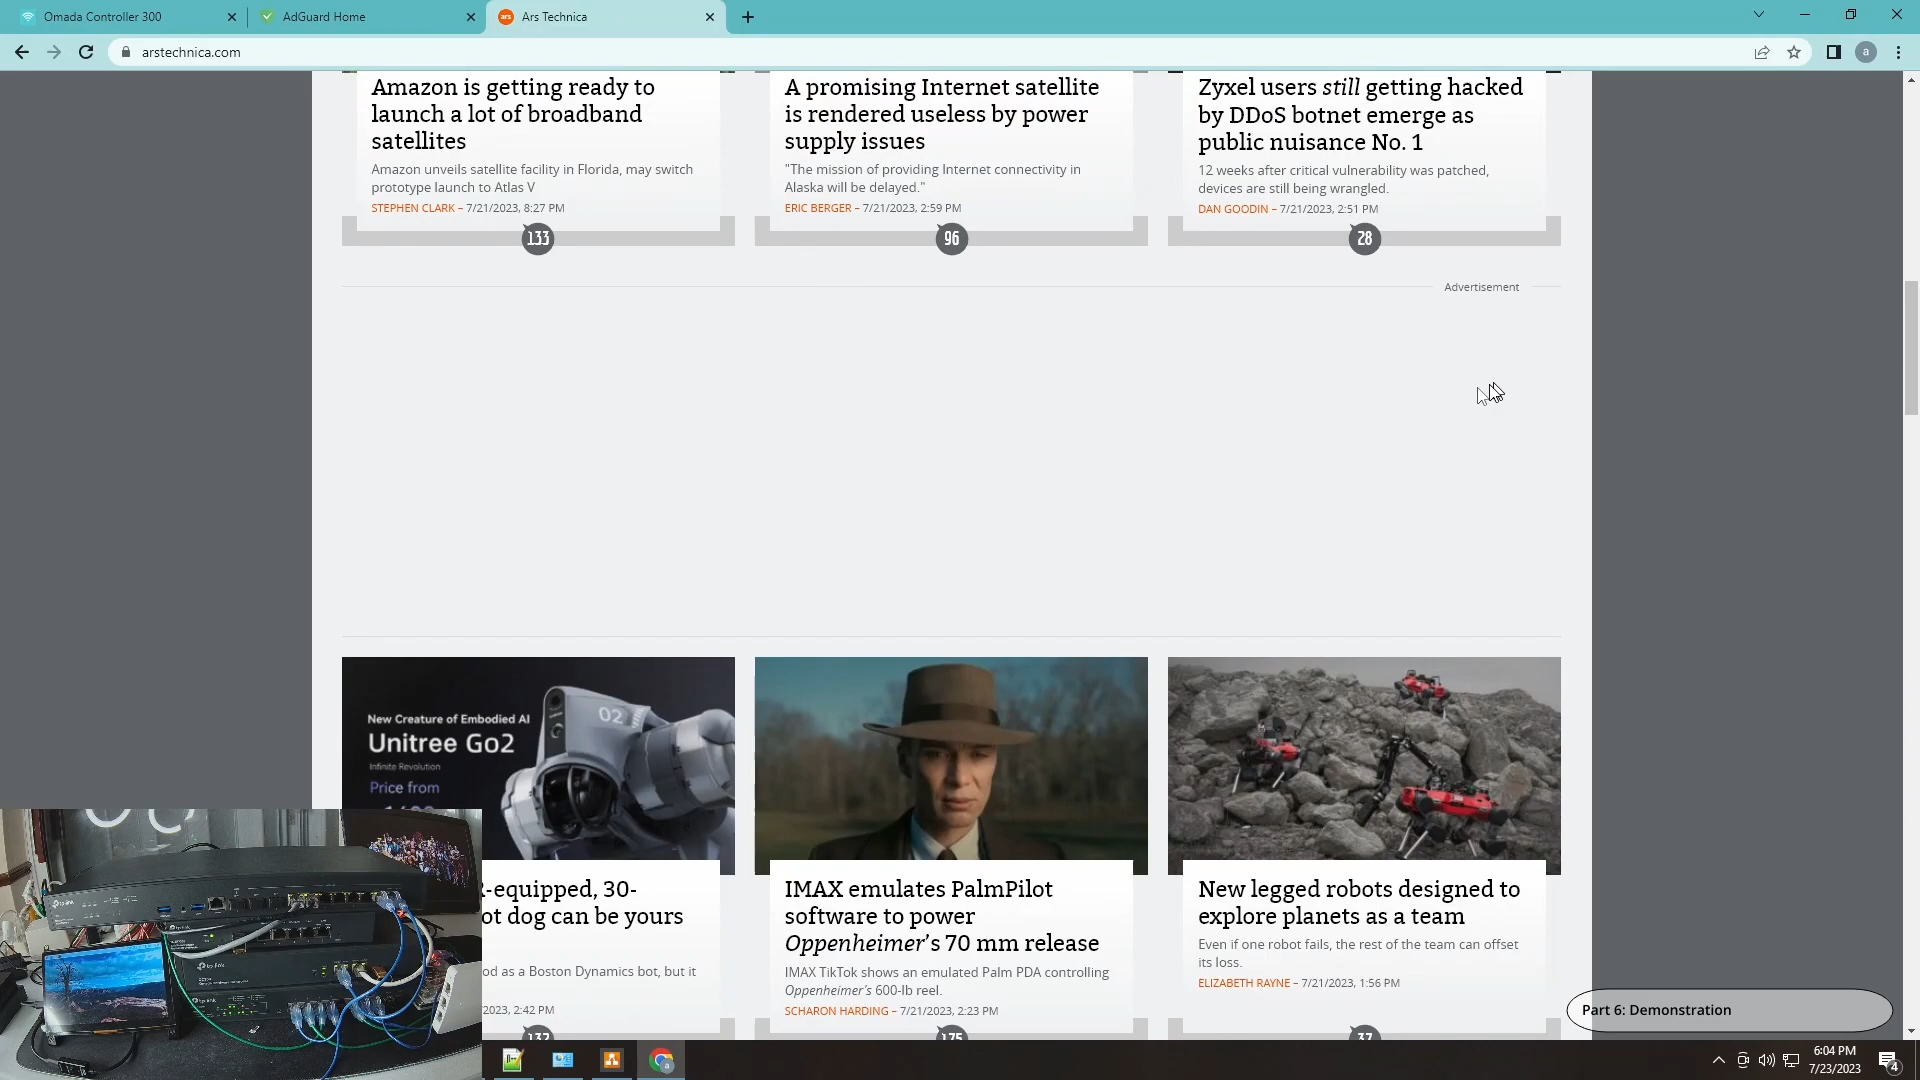 Omada Controller 300
AdGuard Home
Ars Technica
arstechnica.com
a
Amazon is getting ready to
launch a lot of broadband
satellites
Amazon unveils satellite facility in Florida, may switch
prototype launch to Atlas V
STEPHEN CLARK – 7/21/2023, 8:27 PM
133
A promising Internet satellite
is rendered useless by power
supply issues
"The mission of providing Internet connectivity in
Alaska will be delayed."
ERIC BERGER – 7/21/2023, 2:59 PM
96
Zyxel users still getting hacked
by DDoS botnet emerge as
public nuisance No. 1
12 weeks after critical vulnerability was patched,
devices are still being wrangled.
DAN GOODIN – 7/21/2023, 2:51 PM
28
Advertisement
New Creature of Embodied AI
Unitree Go2
Infinite Revolution
Price from
02
-equipped, 30-
ot dog can be yours
od as a Boston Dynamics bot, but it
2023, 2:42 PM
IMAX emulates PalmPilot
software to power
Oppenheimer's 70 mm release
IMAX TikTok shows an emulated Palm PDA controlling
Oppenheimer's 600-lb reel.
SCHARON HARDING – 7/21/2023, 2:23 PM
175
New legged robots designed to
explore planets as a team
Even if one robot fails, the rest of the team can offset
its loss.
ELIZABETH RAYNE – 7/21/2023, 1:56 PM
37
Part 6: Demonstration
6:04 PM
7/23/2023
4